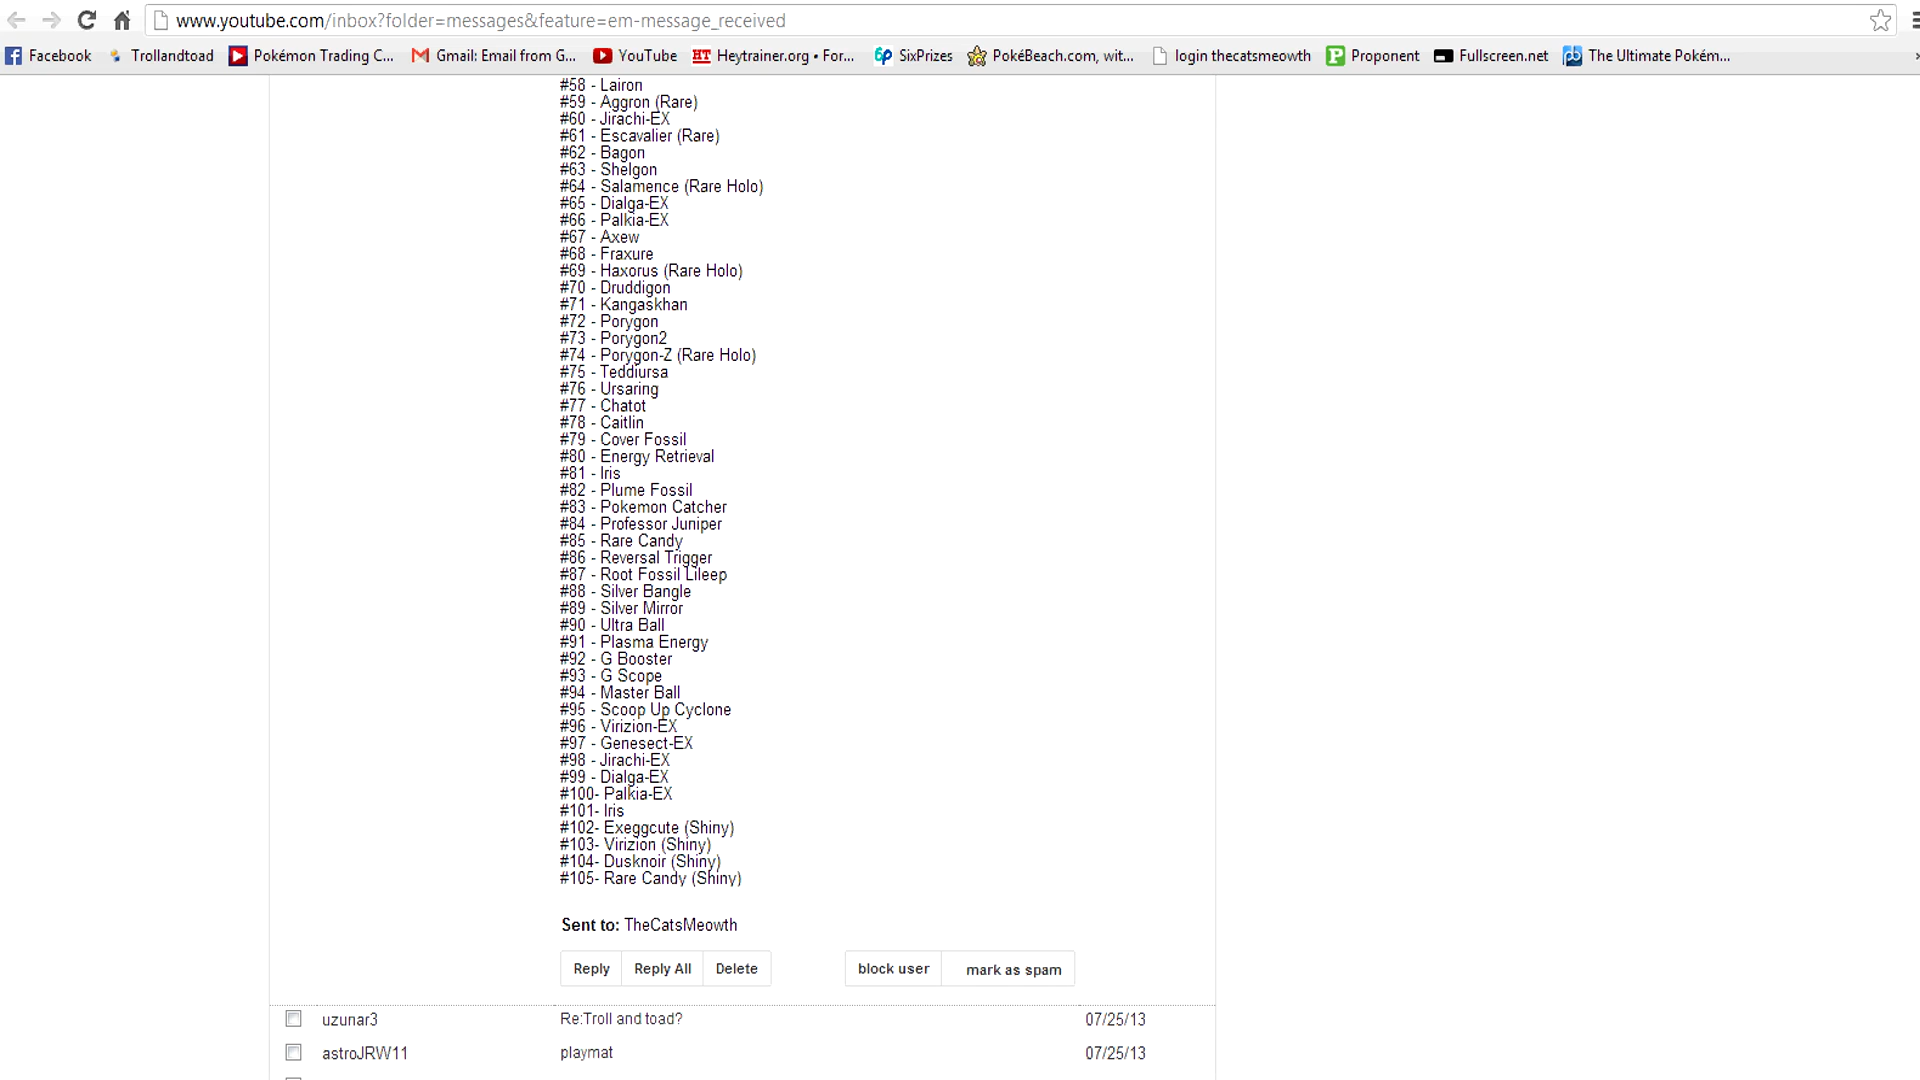 www.youtube.com/inbox?folder=messages&feature=em-message_received
Facebook Trollandtoad Pokémon Trading C... Gmail: Email from G... YouTube HT Heytrainer.org • For... 6P SixPrizes PokéBeach.com, wit... login thecatsmeowth P Proponent Fullscreen.net pb The Ultimate Pokém...
#58 - Lairon
#59 - Aggron (Rare)
#60 - Jirachi-EX
#61 - Escavalier (Rare)
#62 - Bagon
#63 - Shelgon
#64 - Salamence (Rare Holo)
#65 - Dialga-EX
#66 - Palkia-EX
#67 - Axew
#68 - Fraxure
#69 - Haxorus (Rare Holo)
#70 - Druddigon
#71 - Kangaskhan
#72 - Porygon
#73 - Porygon2
#74 - Porygon-Z (Rare Holo)
#75 - Teddiursa
#76 - Ursaring
#77 - Chatot
#78 - Caitlin
#79 - Cover Fossil
#80 - Energy Retrieval
#81 - Iris
#82 - Plume Fossil
#83 - Pokemon Catcher
#84 - Professor Juniper
#85 - Rare Candy
#86 - Reversal Trigger
#87 - Root Fossil Lileep
#88 - Silver Bangle
#89 - Silver Mirror
#90 - Ultra Ball
#91 - Plasma Energy
#92 - G Booster
#93 - G Scope
#94 - Master Ball
#95 - Scoop Up Cyclone
#96 - Virizion-EX
#97 - Genesect-EX
#98 - Jirachi-EX
#99 - Dialga-EX
#100- Palkia-EX
#101- Iris
#102- Exeggcute (Shiny)
#103- Virizion (Shiny)
#104- Dusknoir (Shiny)
#105- Rare Candy (Shiny)
Sent to: TheCatsMeowth
Reply Reply All Delete block user mark as spam
uzunar3 Re:Troll and toad? 07/25/13
astroJRW11 playmat 07/25/13